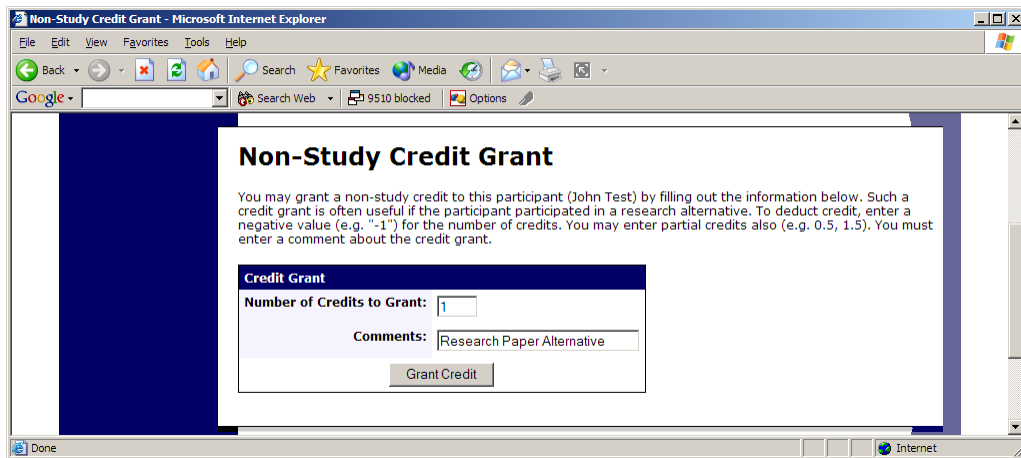 Non-Study Credit Grant - Microsoft Internet Explorer
File Edit View Favorites Tools Help
Back Search Favorites Media
Google Search Web 9510 blocked Options
Non-Study Credit Grant
You may grant a non-study credit to this participant (John Test) by filling out the information below. Such a
credit grant is often useful if the participant participated in a research alternative. To deduct credit, enter a
negative value (e.g. "-1") for the number of credits. You may enter partial credits also (e.g. 0.5, 1.5). You must
enter a comment about the credit grant.
Credit Grant
Number of Credits to Grant: 1
Comments: Research Paper Alternative
Grant Credit
Done Internet